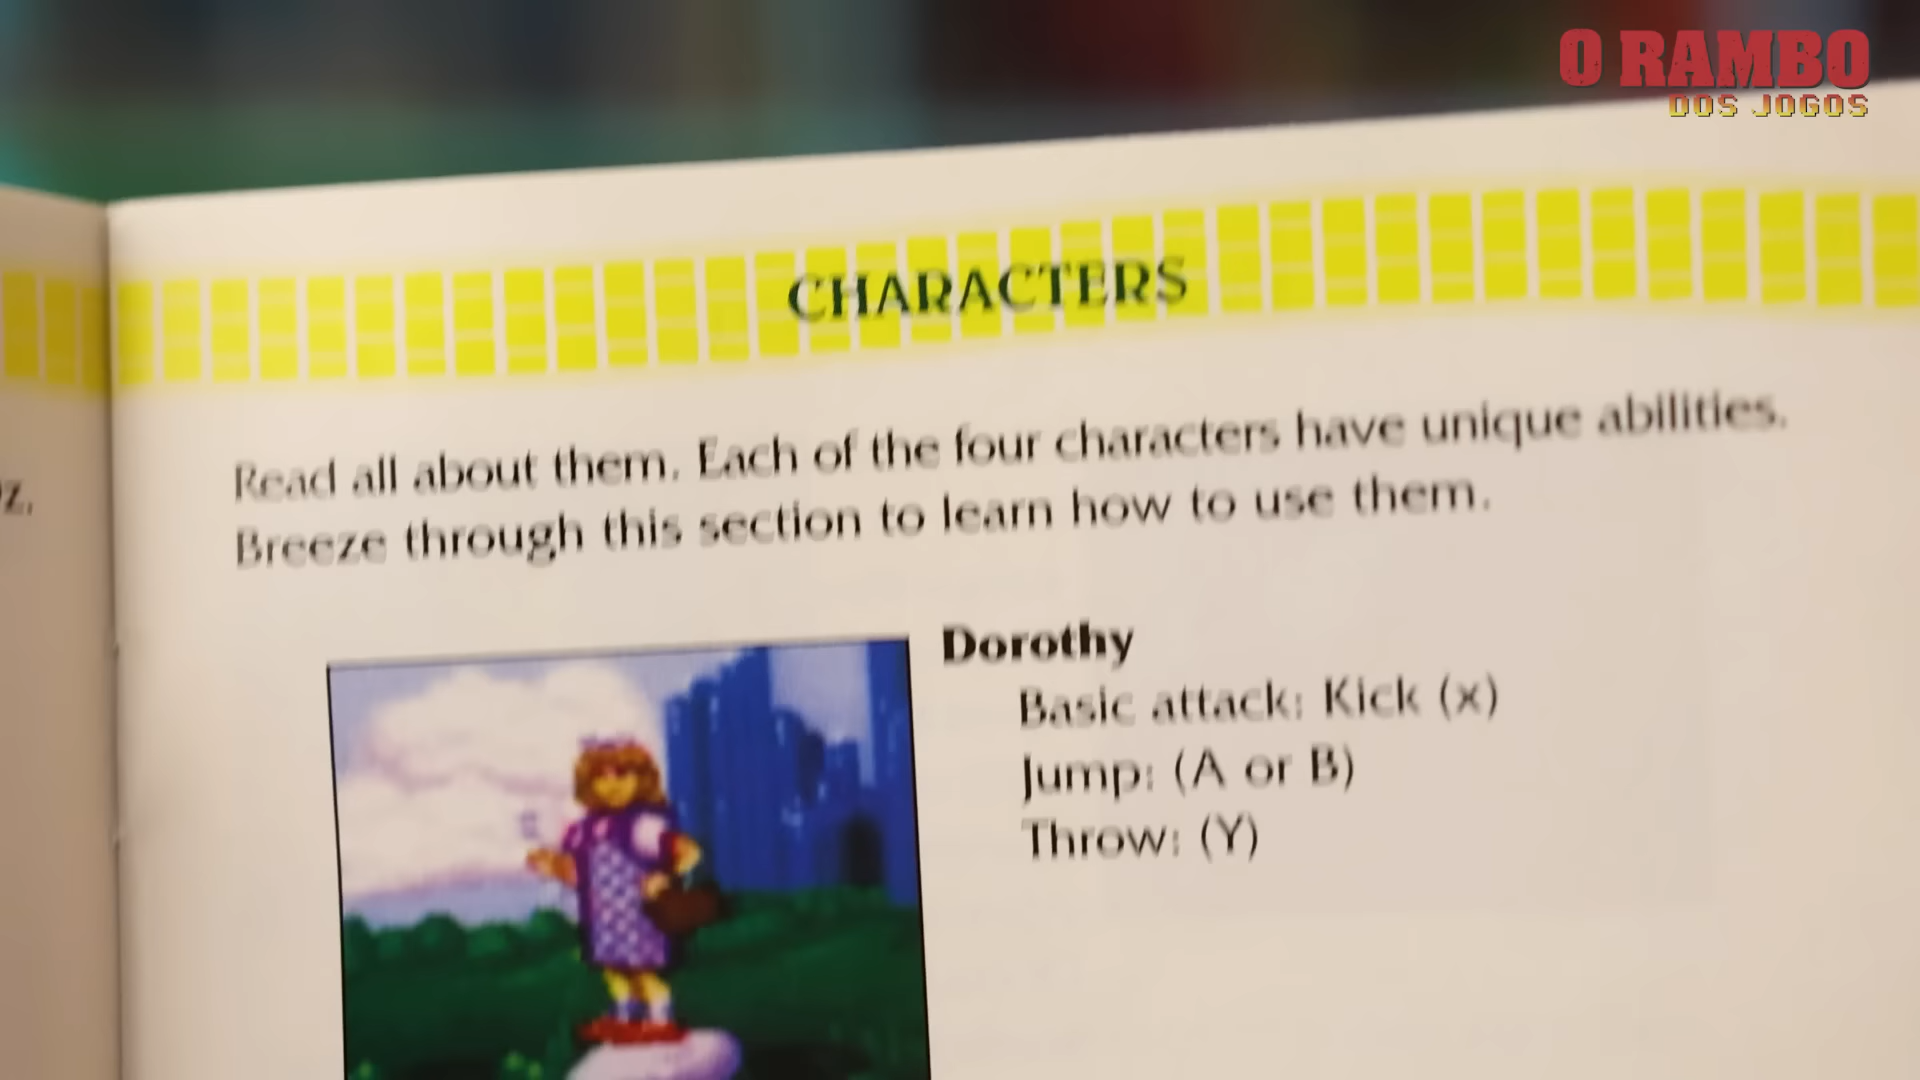 O RAMBO
DOS JOGOS
CHARACTERS
Read all about them. Each of the four characters have unique abilities.
Breeze through this section to learn how to use them.
Dorothy
Basic attack: Kick (x)
Jump: (A or B)
Throw: (Y)